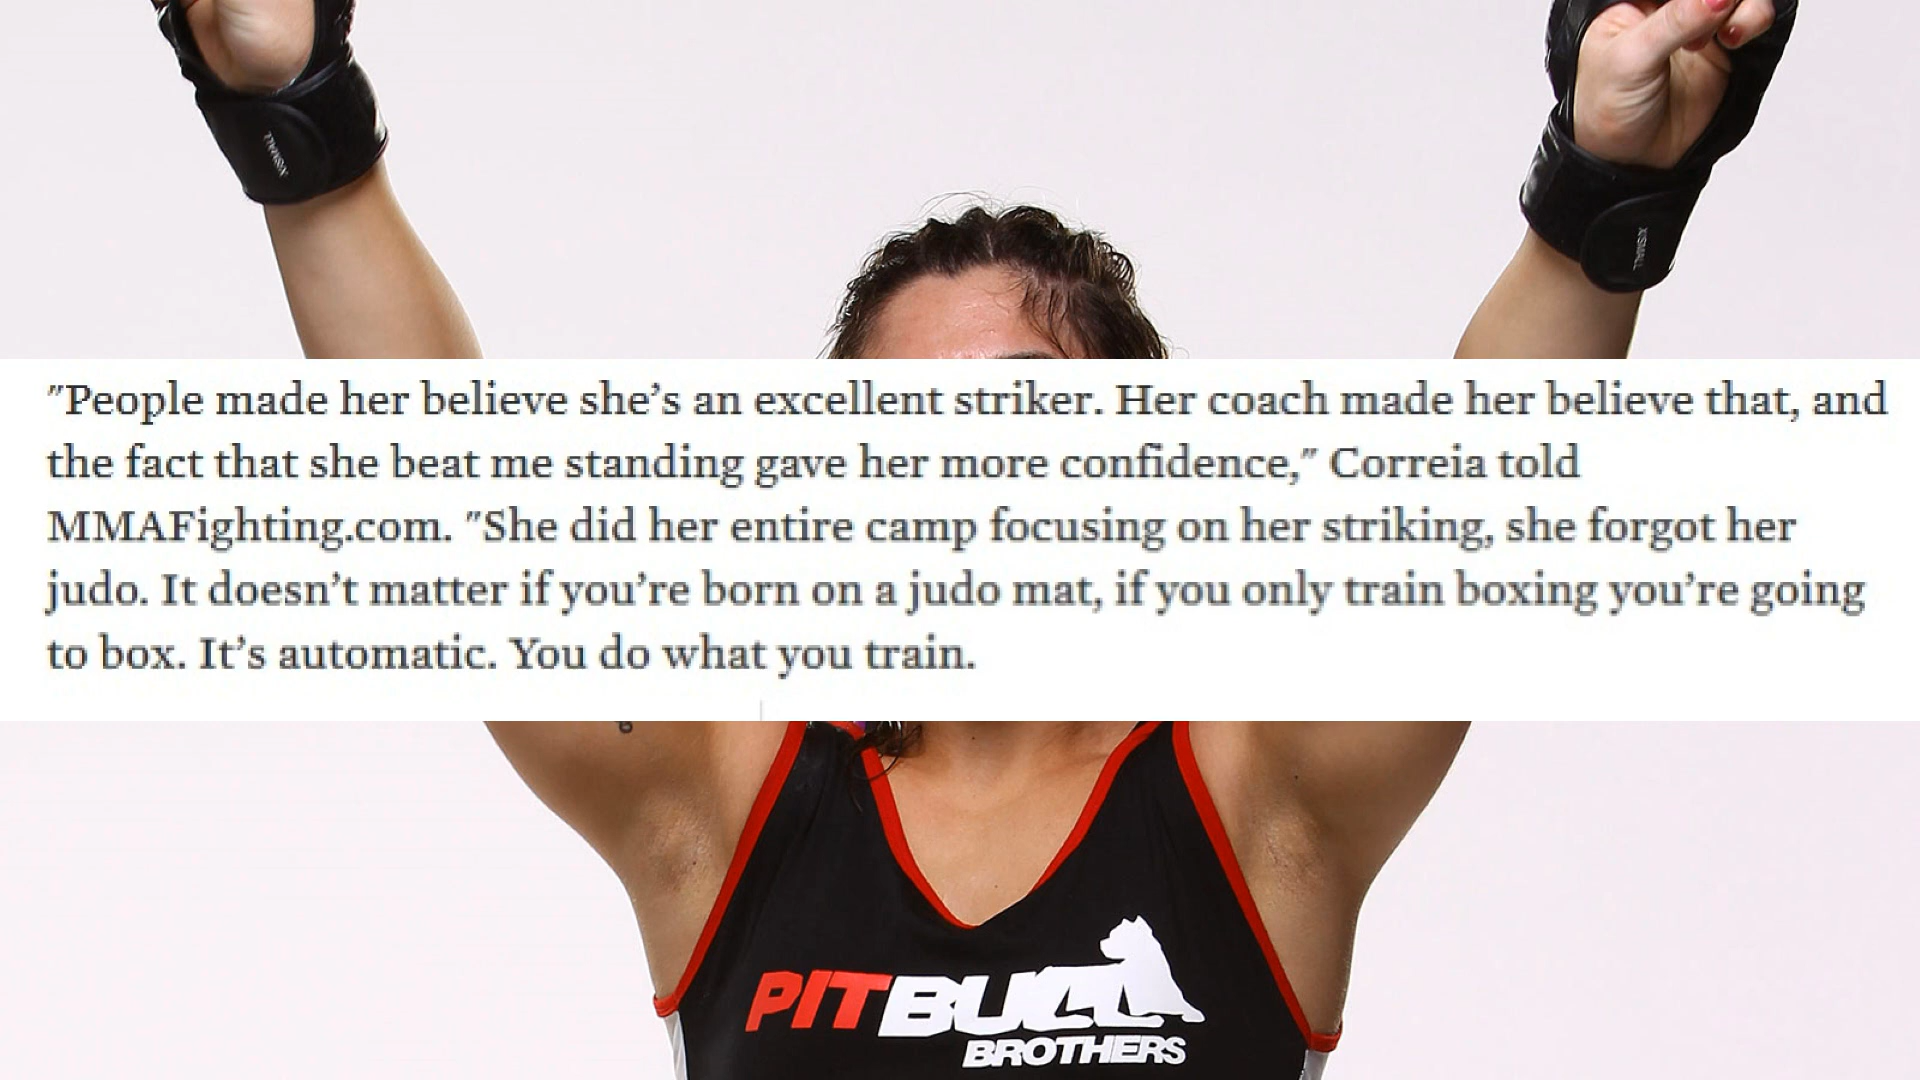 XISMALL
"People made her believe she’s an excellent striker. Her coach made her believe that, and
the fact that she beat me standing gave her more confidence," Correia told
MMAFighting.com. "She did her entire camp focusing on her striking, she forgot her
judo. It doesn’t matter if you’re born on a judo mat, if you only train boxing you’re going
to box. It’s automatic. You do what you train.
PITBULL
BROTHERS